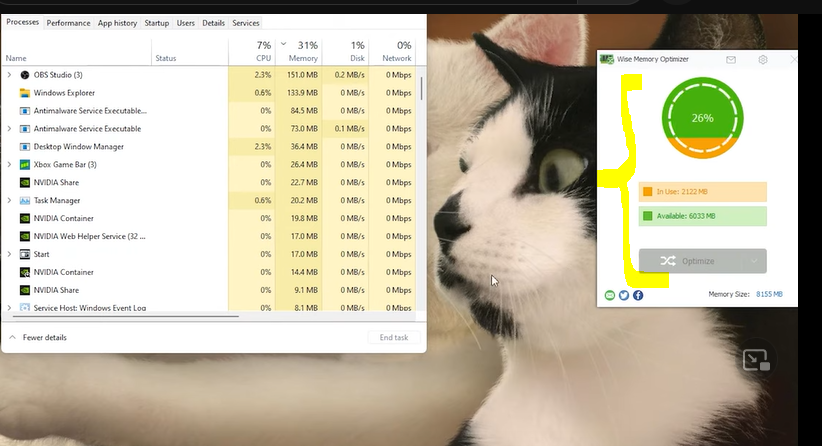 Processes Performance App history Startup Users Details Services
7% 31% 1% 0%
Name Status CPU Memory Disk Network
OBS Studio (3) 2.3% 151.0 MB 0.2 MB/s 0 Mbps
Windows Explorer 0.6% 133.9 MB 0 MB/s 0 Mbps
Antimalware Service Executable... 0% 84.5 MB 0 MB/s 0 Mbps
Antimalware Service Executable 0% 73.0 MB 0.1 MB/s 0 Mbps
Desktop Window Manager 2.3% 36.4 MB 0 MB/s 0 Mbps
Xbox Game Bar (3) 0% 26.4 MB 0 MB/s 0 Mbps
NVIDIA Share 0% 22.7 MB 0 MB/s 0 Mbps
Task Manager 0.6% 20.2 MB 0 MB/s 0 Mbps
NVIDIA Container 0% 19.8 MB 0 MB/s 0 Mbps
NVIDIA Web Helper Service (32 ... 0% 17.0 MB 0 MB/s 0 Mbps
Start 0% 17.0 MB 0 MB/s 0 Mbps
NVIDIA Container 0% 14.4 MB 0 MB/s 0 Mbps
NVIDIA Share 0% 9.1 MB 0 MB/s 0 Mbps
Service Host: Windows Event Log 0% 8.1 MB 0 MB/s 0 Mbps
Fewer details End task
Wise Memory Optimizer
26%
In Use: 2122 MB
Available: 6033 MB
Optimize
Memory Size: 8155 MB